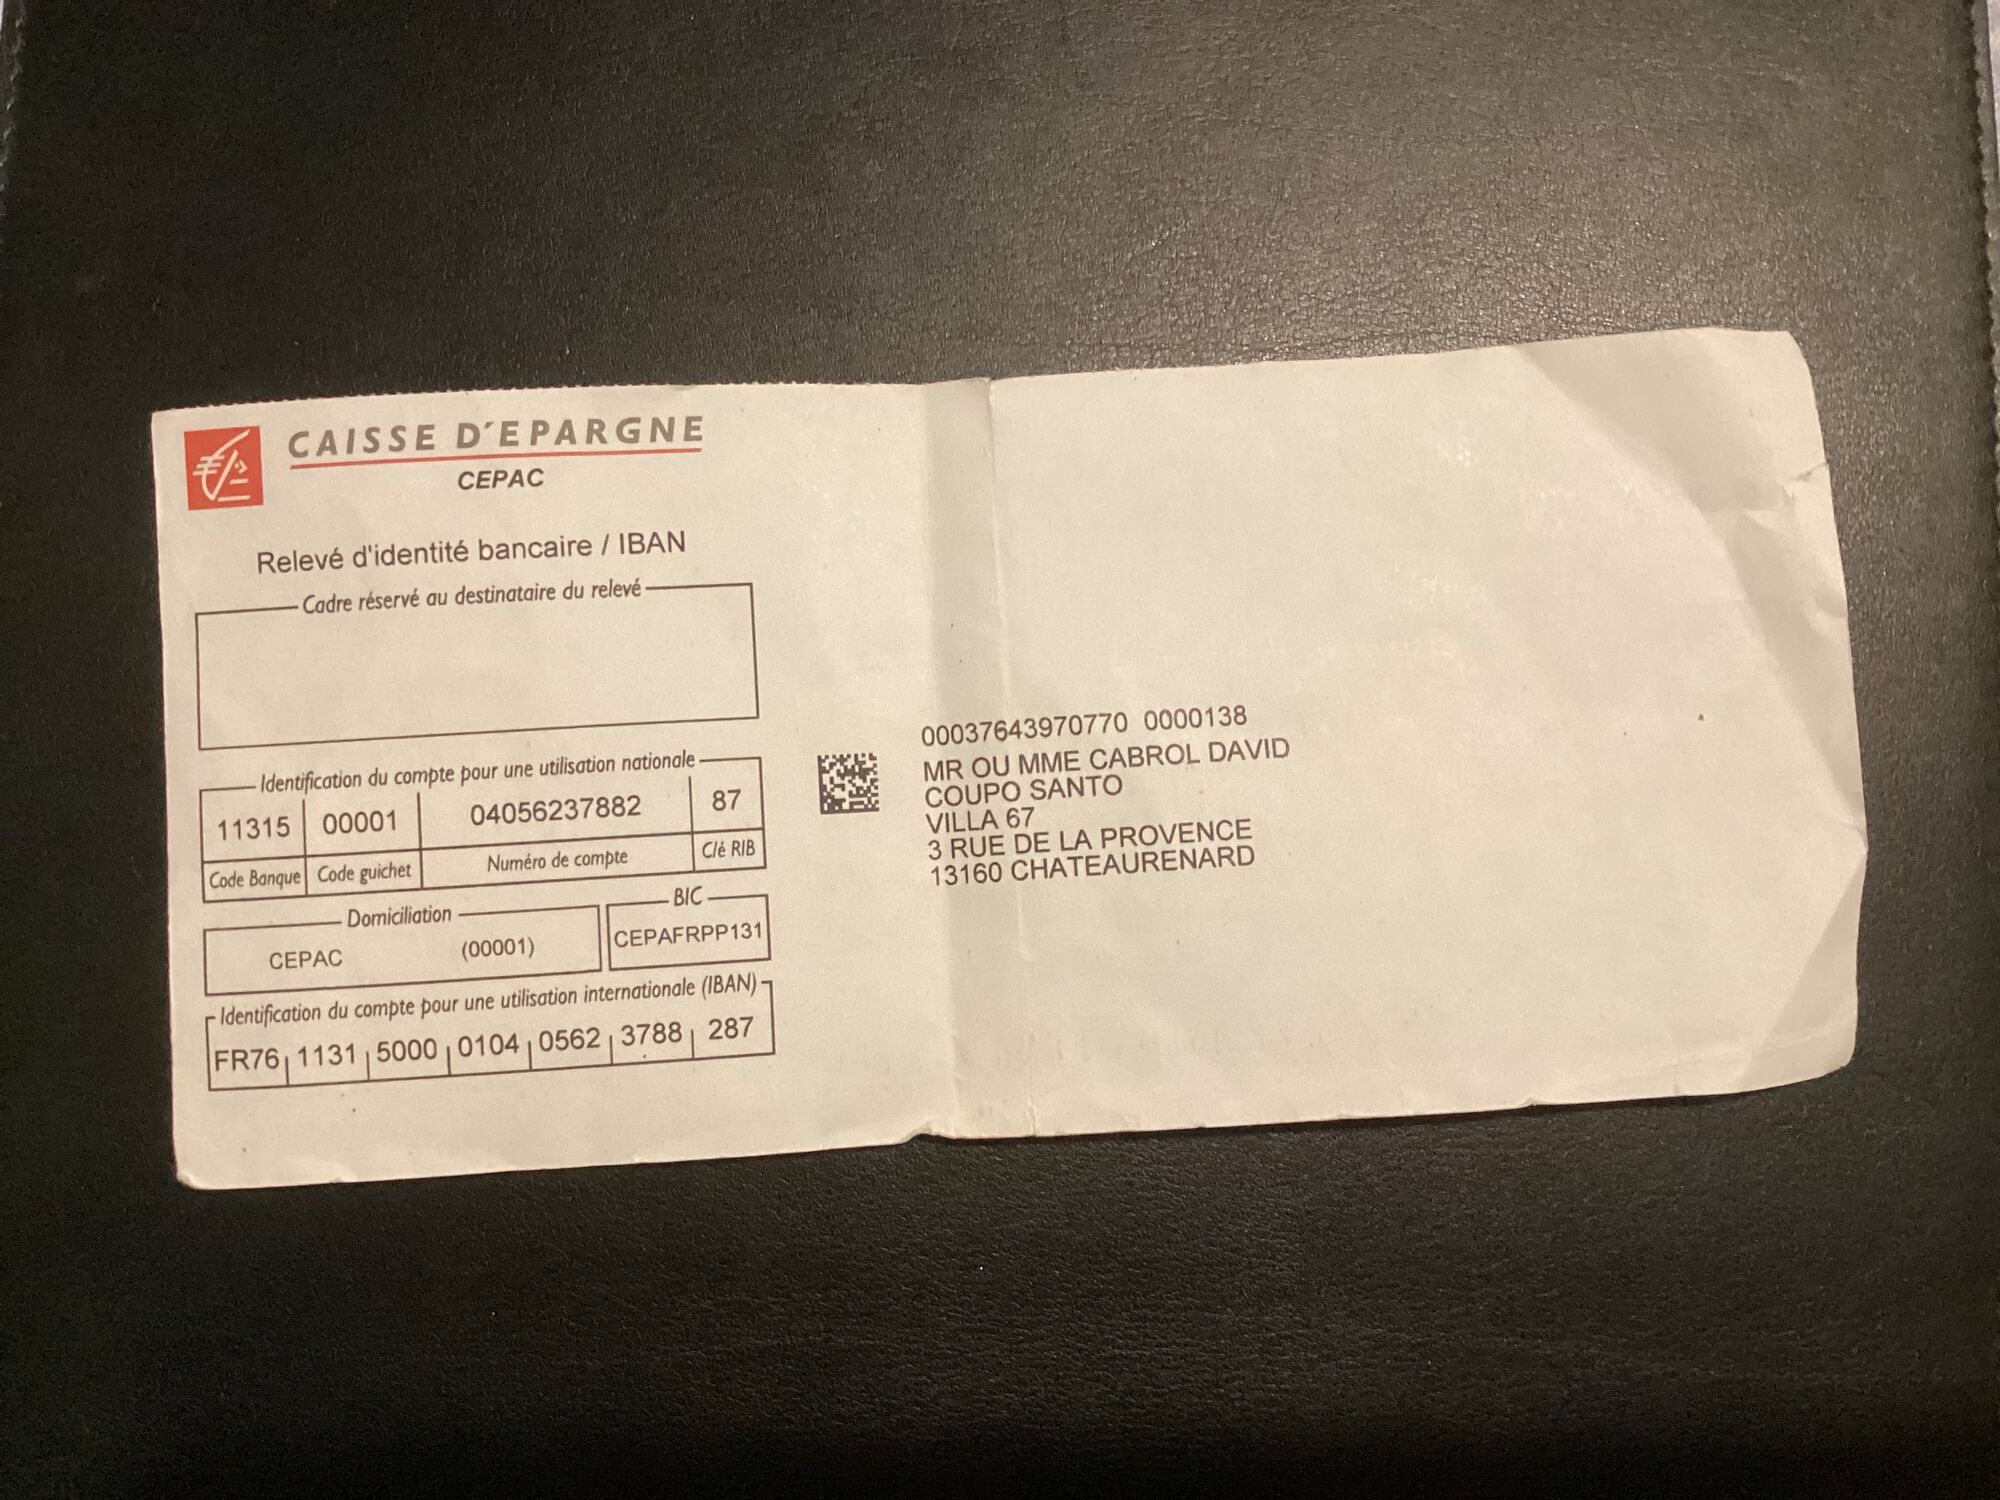 CAISSE D'EPARGNE
CEPAC
Relevé d'identité bancaire / IBAN
Cadre réservé au destinataire du relevé
Identification du compte pour une utilisation nationale
11315 00001 04056237882 87
Code Banque Code guichet Numéro de compte Clé RIB
Domiciliation BIC
CEPAC (00001) CEPAFRPP131
Identification du compte pour une utilisation internationale (IBAN)
FR76 1131 5000 0104 0562 3788 287
00037643970770 0000138
MR OU MME CABROL DAVID
COUPO SANTO
VILLA 67
3 RUE DE LA PROVENCE
13160 CHATEAURENARD